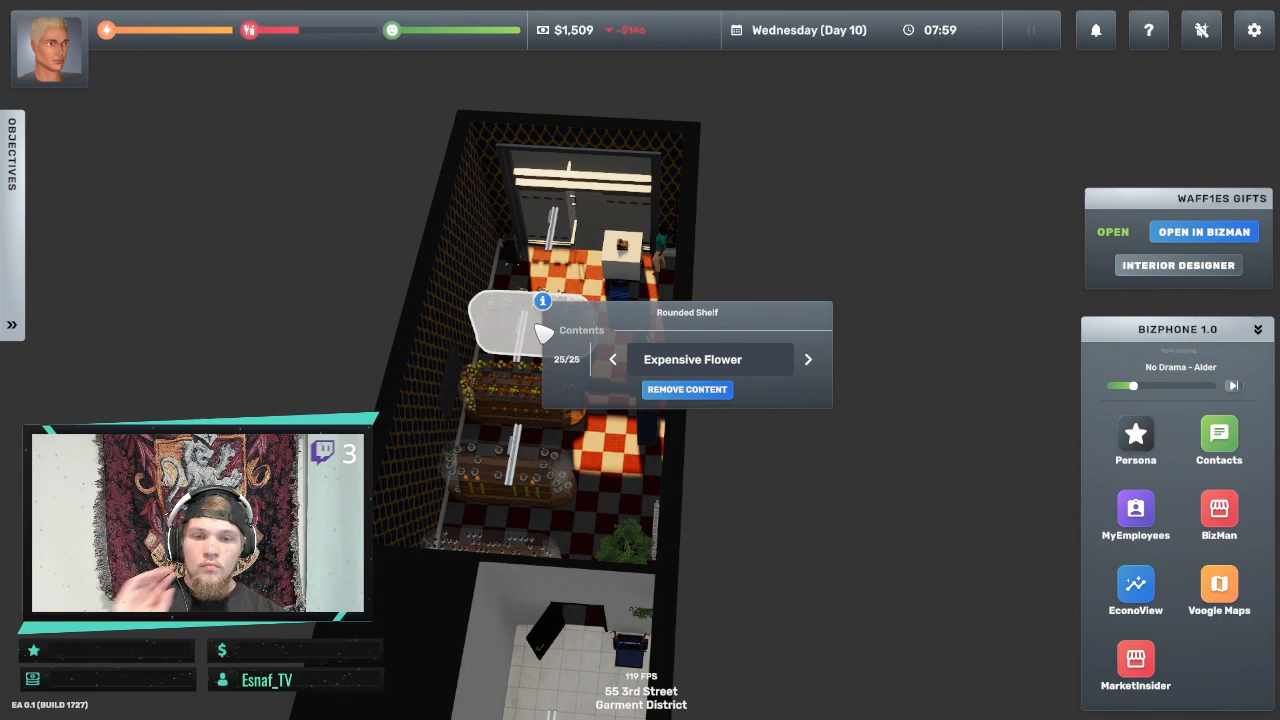 $1,509 -$146
Wednesday (Day 10)
07:59
?
OBJECTIVES
WAFF1ES GIFTS
OPEN
OPEN IN BIZMAN
INTERIOR DESIGNER
Rounded Shelf
Contents
25/25
Expensive Flower
REMOVE CONTENT
BIZPHONE 1.0
Now playing...
No Drama - Alder
Persona
Contacts
MyEmployees
BizMan
EconoView
Voogle Maps
MarketInsider
3
Esnaf_TV
119 FPS
55 3rd Street
Garment District
EA 0.1 (BUILD 1727)